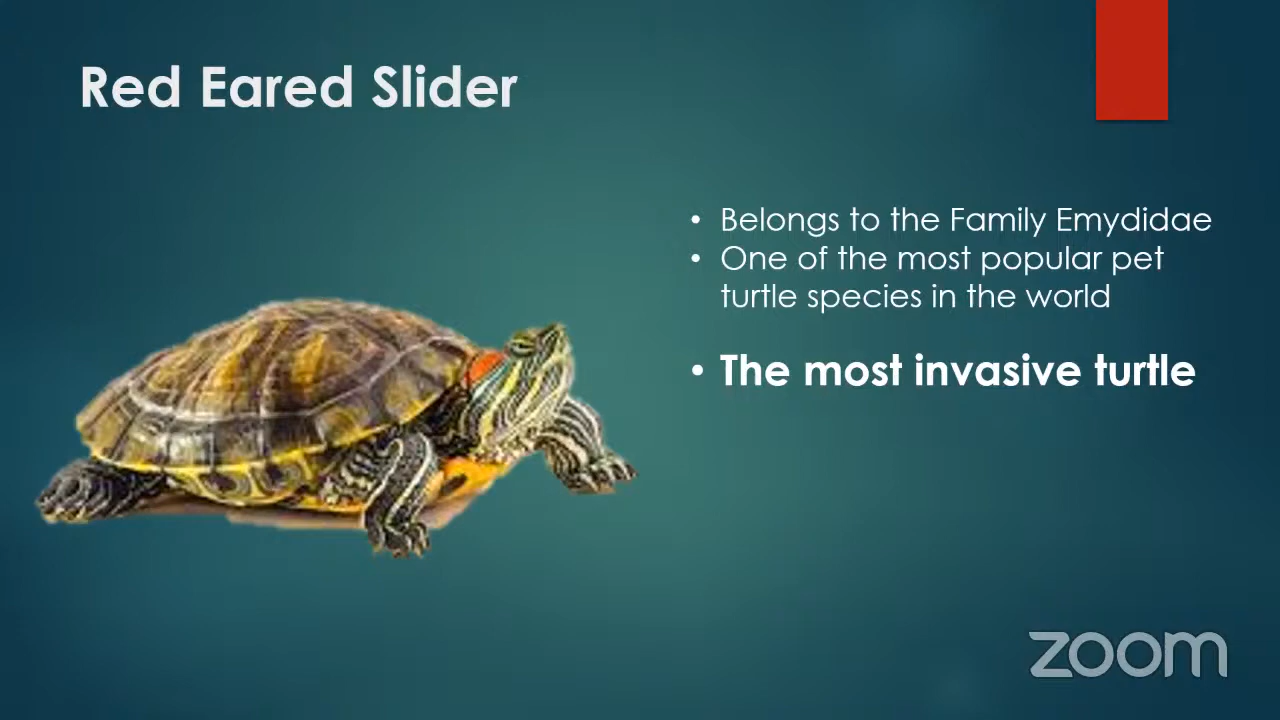 Red Eared Slider
• Belongs to the Family Emydidae
• One of the most popular pet
turtle species in the world
• The most invasive turtle
zoom